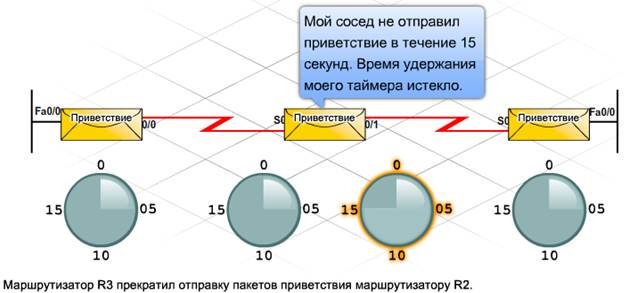 Мой сосед не отправил
приветствие в течение 15
секунд. Время удержания
моего таймера истекло.
Fa0/0 Приветствие 0/0 S0 Приветствие 0/1 S0 Приветствие Fa0/0
0 0 0 0
15 05 15 05 15 05 15 05
10 10 10 10
Маршрутизатор R3 прекратил отправку пакетов приветствия маршрутизатору R2.